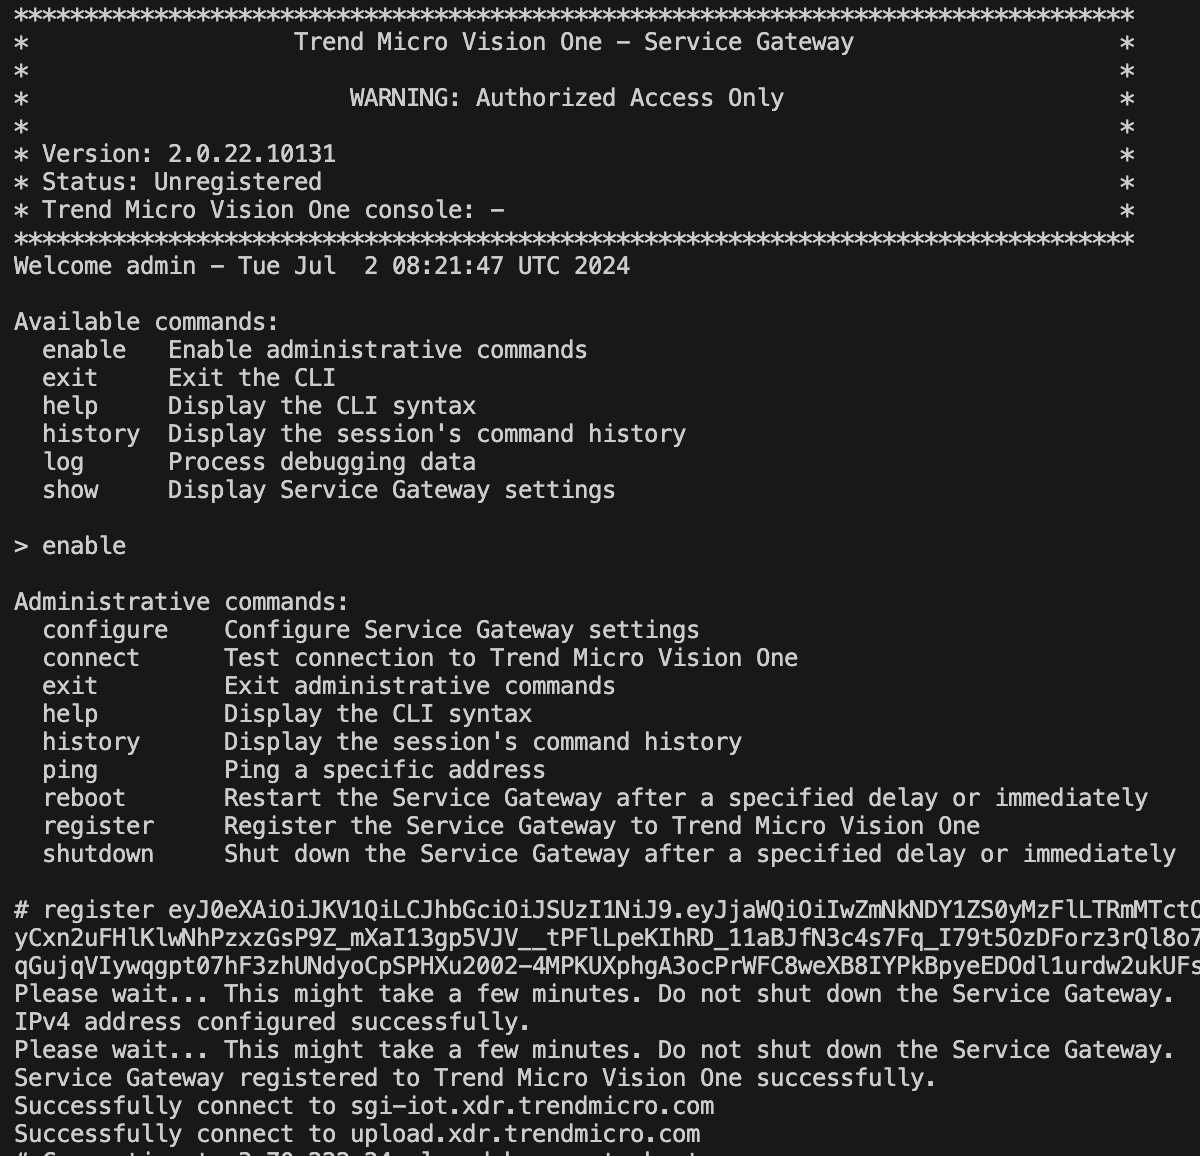 ********************************************************************************
* Trend Micro Vision One – Service Gateway *
* *
* WARNING: Authorized Access Only *
* *
* Version: 2.0.22.10131 *
* Status: Unregistered *
* Trend Micro Vision One console: – *
********************************************************************************
Welcome admin – Tue Jul  2 08:21:47 UTC 2024
Available commands:
enable   Enable administrative commands
exit     Exit the CLI
help     Display the CLI syntax
history  Display the session's command history
log      Process debugging data
show     Display Service Gateway settings
> enable
Administrative commands:
configure    Configure Service Gateway settings
connect      Test connection to Trend Micro Vision One
exit         Exit administrative commands
help         Display the CLI syntax
history      Display the session's command history
ping         Ping a specific address
reboot       Restart the Service Gateway after a specified delay or immediately
register     Register the Service Gateway to Trend Micro Vision One
shutdown     Shut down the Service Gateway after a specified delay or immediately
# register eyJ0eXAiOiJKV1QiLCJhbGciOiJSUzI1NiJ9.eyJjaWQiOiIwZmNkNDY1ZS0yMzFlLTRmMTct
yCxn2uFHlKlwNhPzxzGsP9Z_mXaI13gp5VJV__tPFlLpeKIhRD_11aBJfN3c4s7Fq_I79t5OzDForz3rQl8o7
qGujqVIywqgpt07hF3zhUNdyoCpSPHXu2002-4MPKUXphgA3ocPrWFC8weXB8IYPkBpyeEDOdl1urdw2ukUFs
Please wait... This might take a few minutes. Do not shut down the Service Gateway.
IPv4 address configured successfully.
Please wait... This might take a few minutes. Do not shut down the Service Gateway.
Service Gateway registered to Trend Micro Vision One successfully.
Successfully connect to sgi-iot.xdr.trendmicro.com
Successfully connect to upload.xdr.trendmicro.com